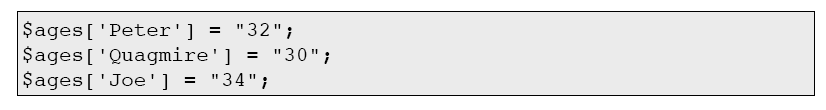 $ages['Peter'] = "32";
$ages['Quagmire'] = "30";
$ages['Joe'] = "34";